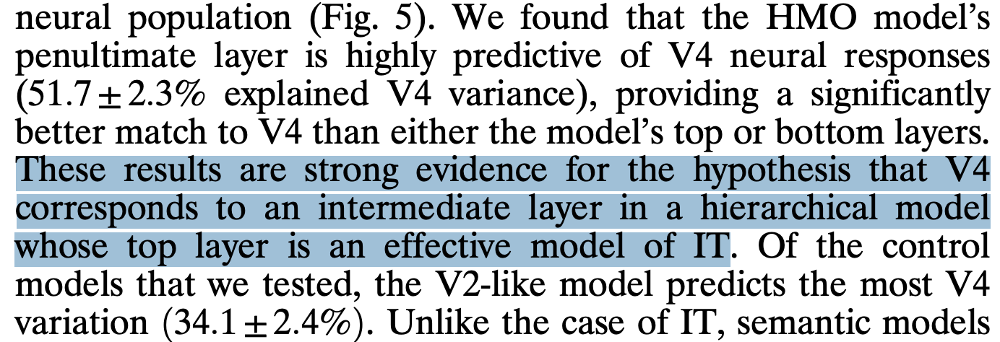 neural population (Fig. 5). We found that the HMO model’s
penultimate layer is highly predictive of V4 neural responses
(51.7 ± 2.3% explained V4 variance), providing a significantly
better match to V4 than either the model’s top or bottom layers.
These results are strong evidence for the hypothesis that V4
corresponds to an intermediate layer in a hierarchical model
whose top layer is an effective model of IT. Of the control
models that we tested, the V2-like model predicts the most V4
variation (34.1 ± 2.4%). Unlike the case of IT, semantic models